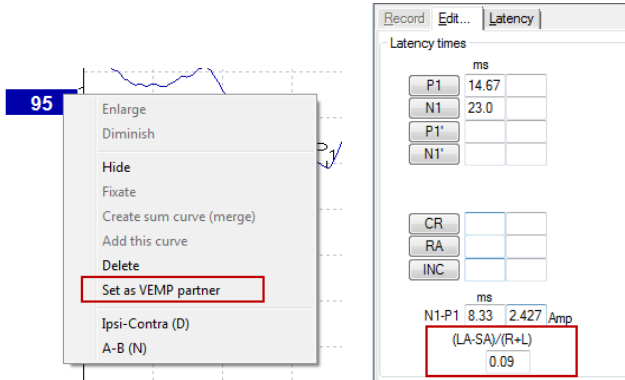 95
Enlarge
Diminish
P1
Hide
Fixate
Create sum curve (merge)
Add this curve
Delete
Set as VEMP partner
Ipsi-Contra (D)
A-B (N)
Record Edit... Latency
Latency times
ms
P1 14.67
N1 23.0
P1'
N1'
CR
RA
INC
ms
N1-P1 8.33 2.427 Amp
(LA-SA)/(R+L)
0.09